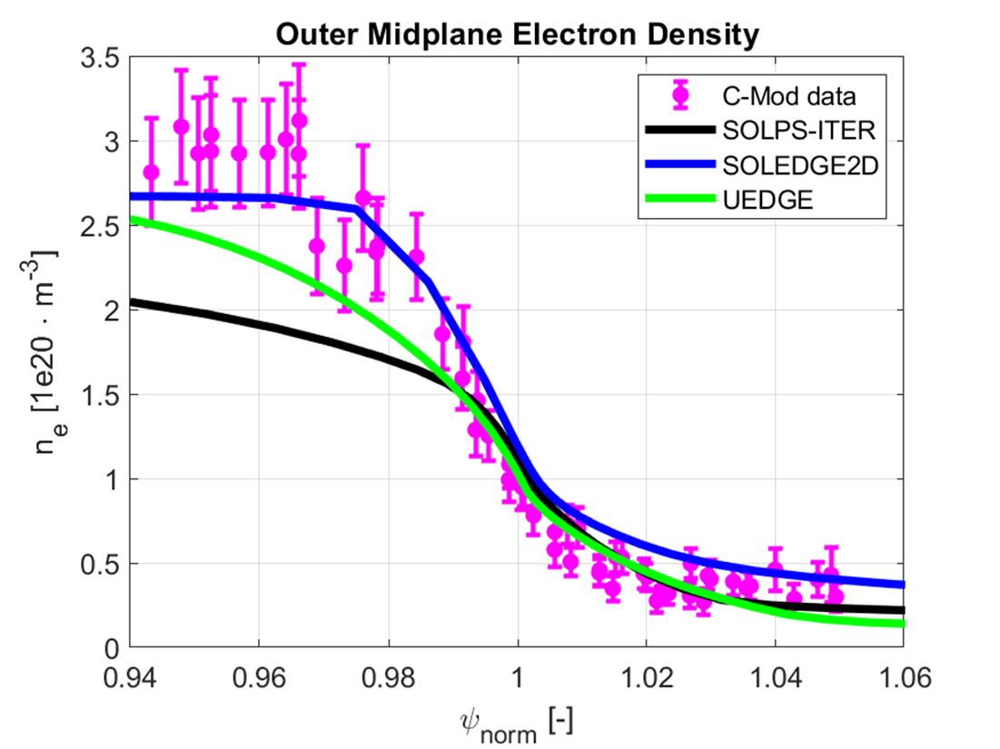 Outer Midplane Electron Density
3.5
3
2.5
2
1.5
1
0.5
0
n_e [1e20 · m^-3]
C-Mod data
SOLPS-ITER
SOLEDGE2D
UEDGE
0.94 0.96 0.98 1 1.02 1.04 1.06
ψ_norm [-]